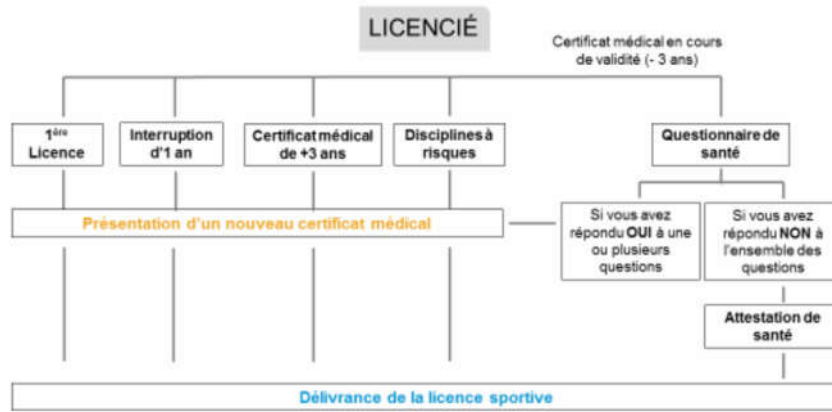 LICENCIÉ
Certificat médical en cours
de validité (- 3 ans)
1ère
Licence
Interruption
d'1 an
Certificat médical
de +3 ans
Disciplines à
risques
Questionnaire de
santé
Présentation d'un nouveau certificat médical
Si vous avez
répondu OUI à une
ou plusieurs
questions
Si vous avez
répondu NON à
l'ensemble des
questions
Attestation de
santé
Délivrance de la licence sportive